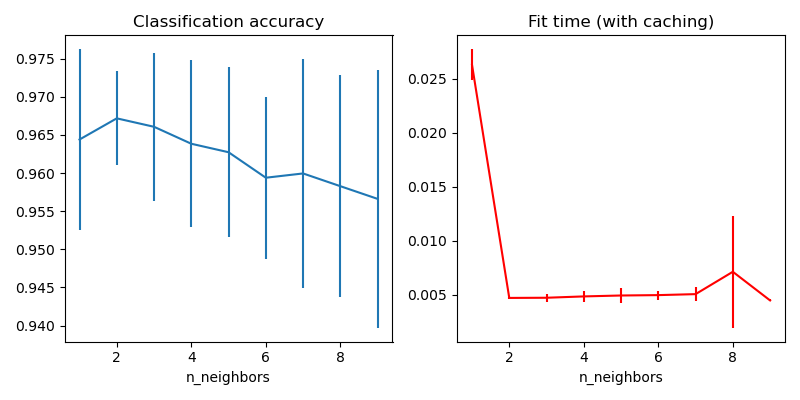 Classification accuracy
0.975
0.970
0.965
0.960
0.955
0.950
0.945
0.940
2 4 6 8
n_neighbors
Fit time (with caching)
0.025
0.020
0.015
0.010
0.005
2 4 6 8
n_neighbors